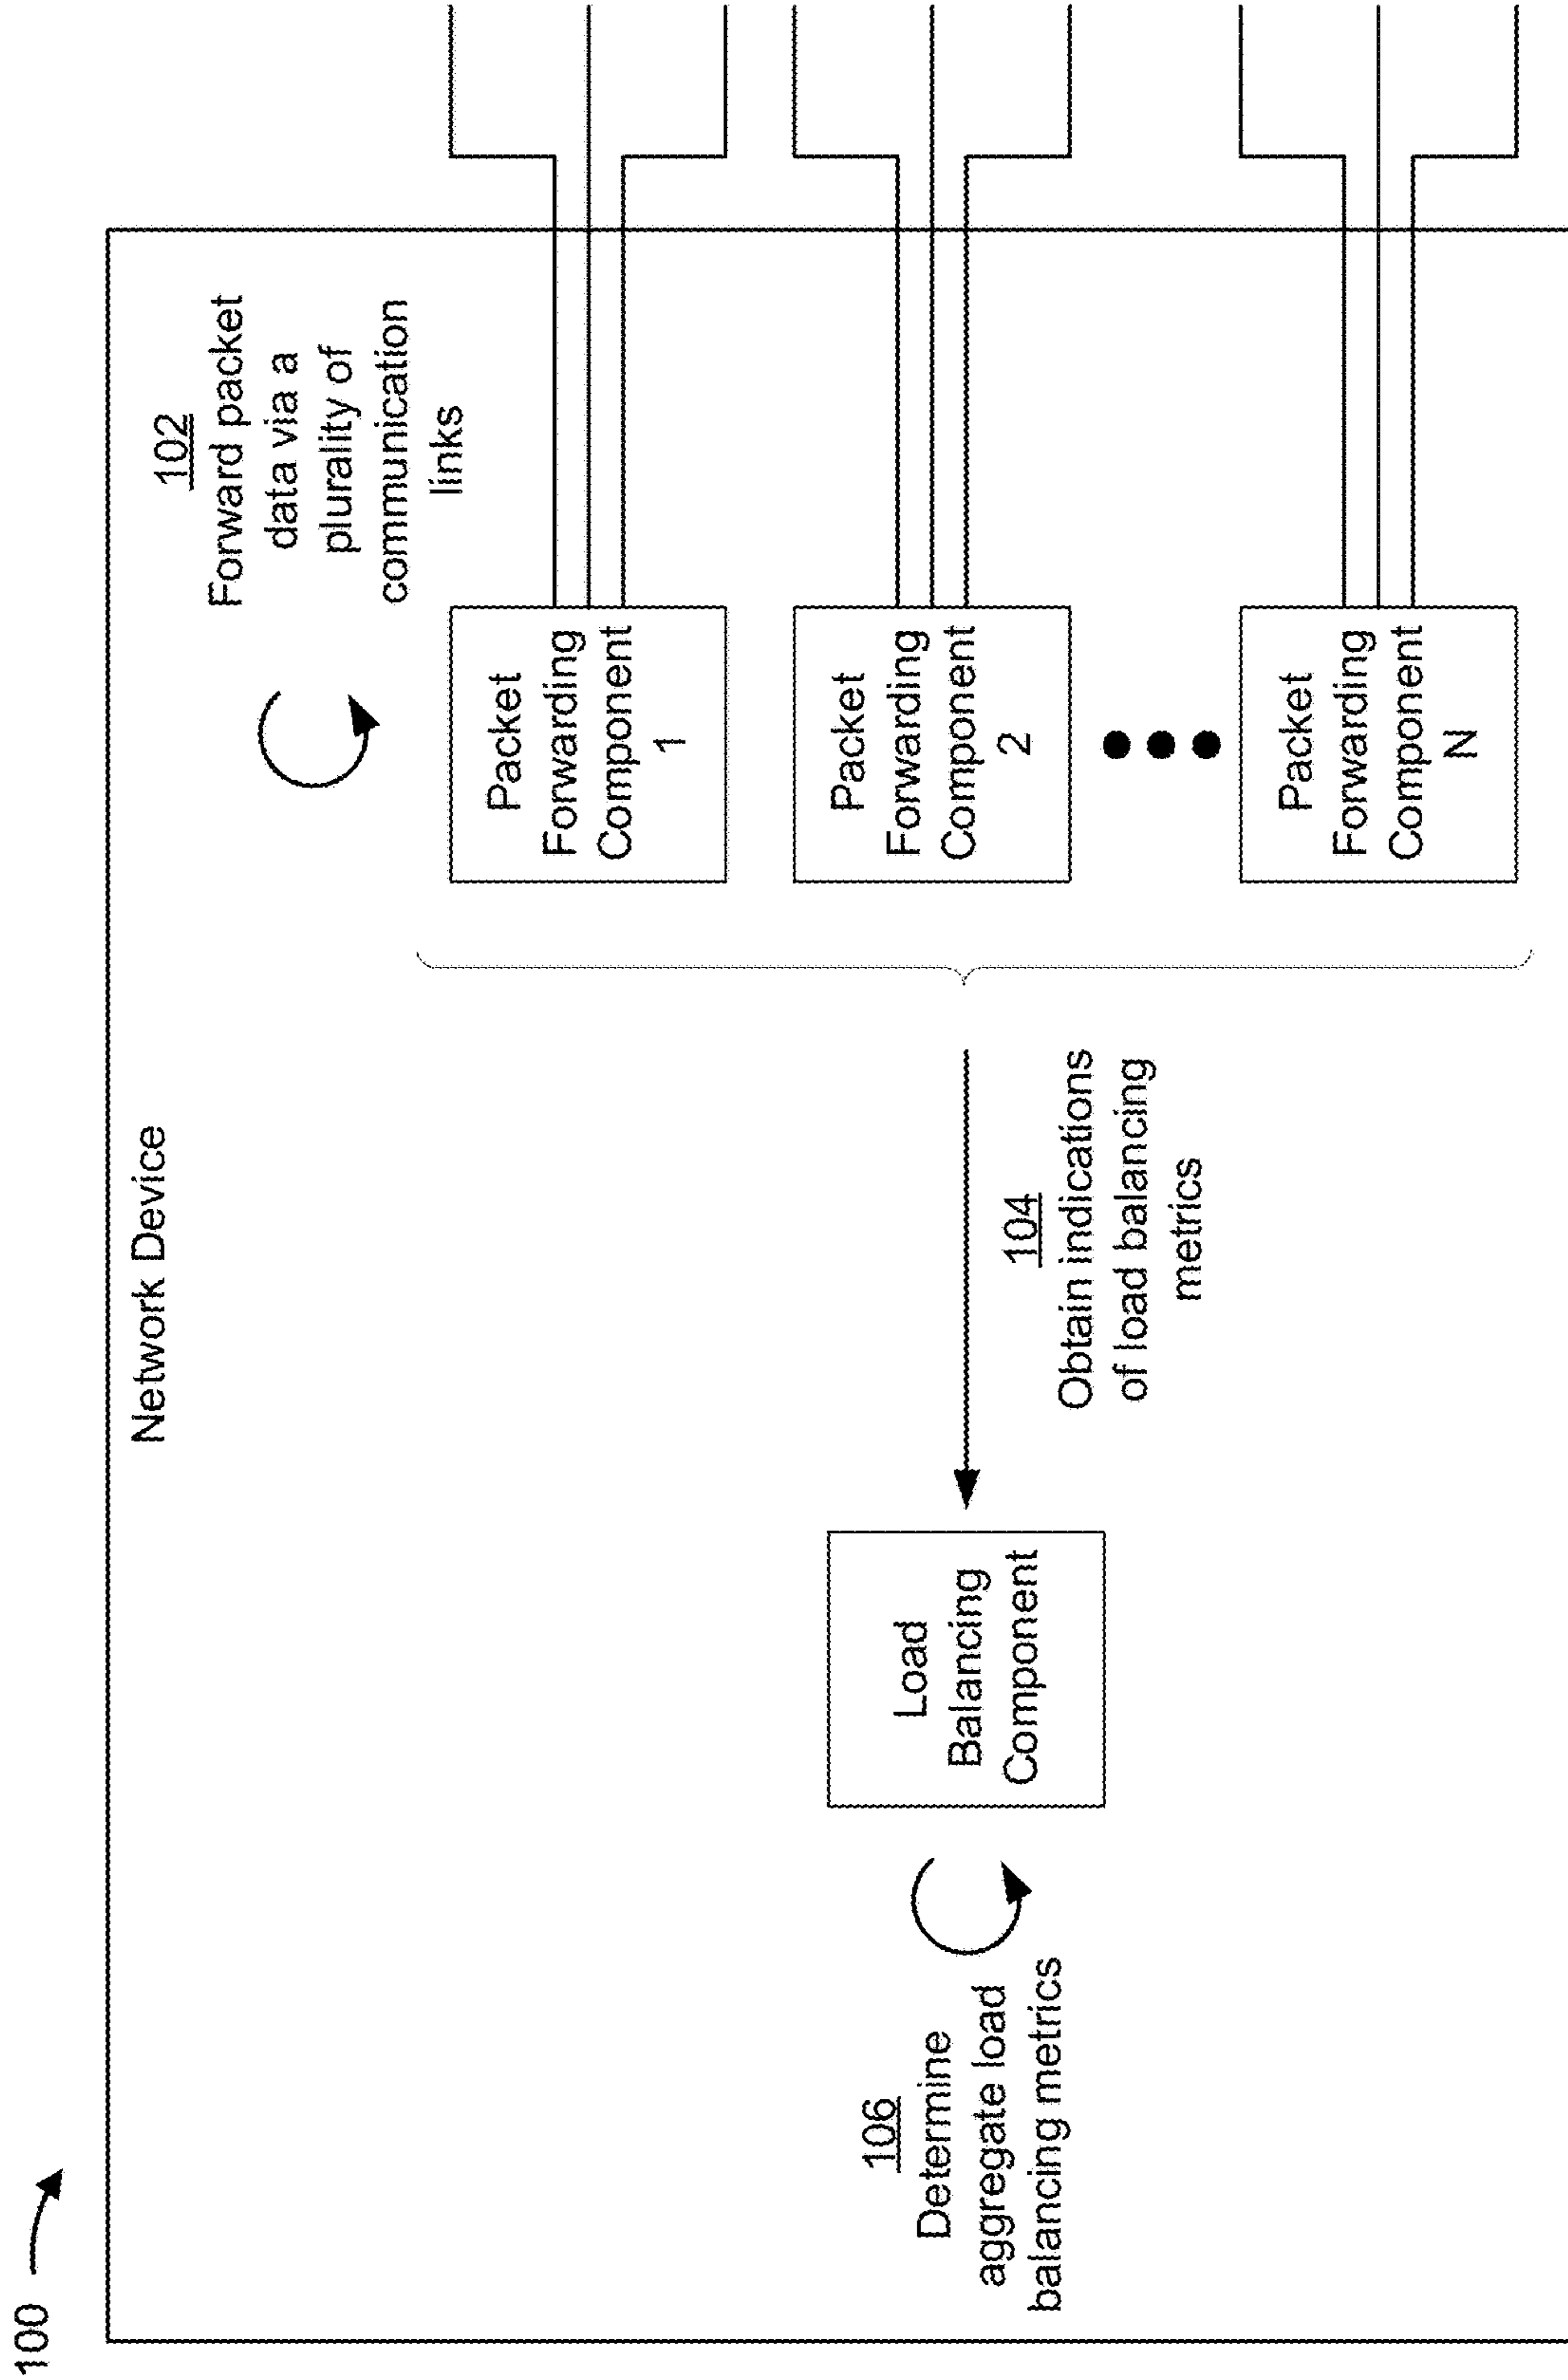 100
Network Device
102
Forward packet
data via a
plurality of
communication
links
Packet
Forwarding
Component
1
Packet
Forwarding
Component
2
Packet
Forwarding
Component
N
104
Obtain indications
of load balancing
metrics
Load
Balancing
Component
106
Determine
aggregate load
balancing metrics